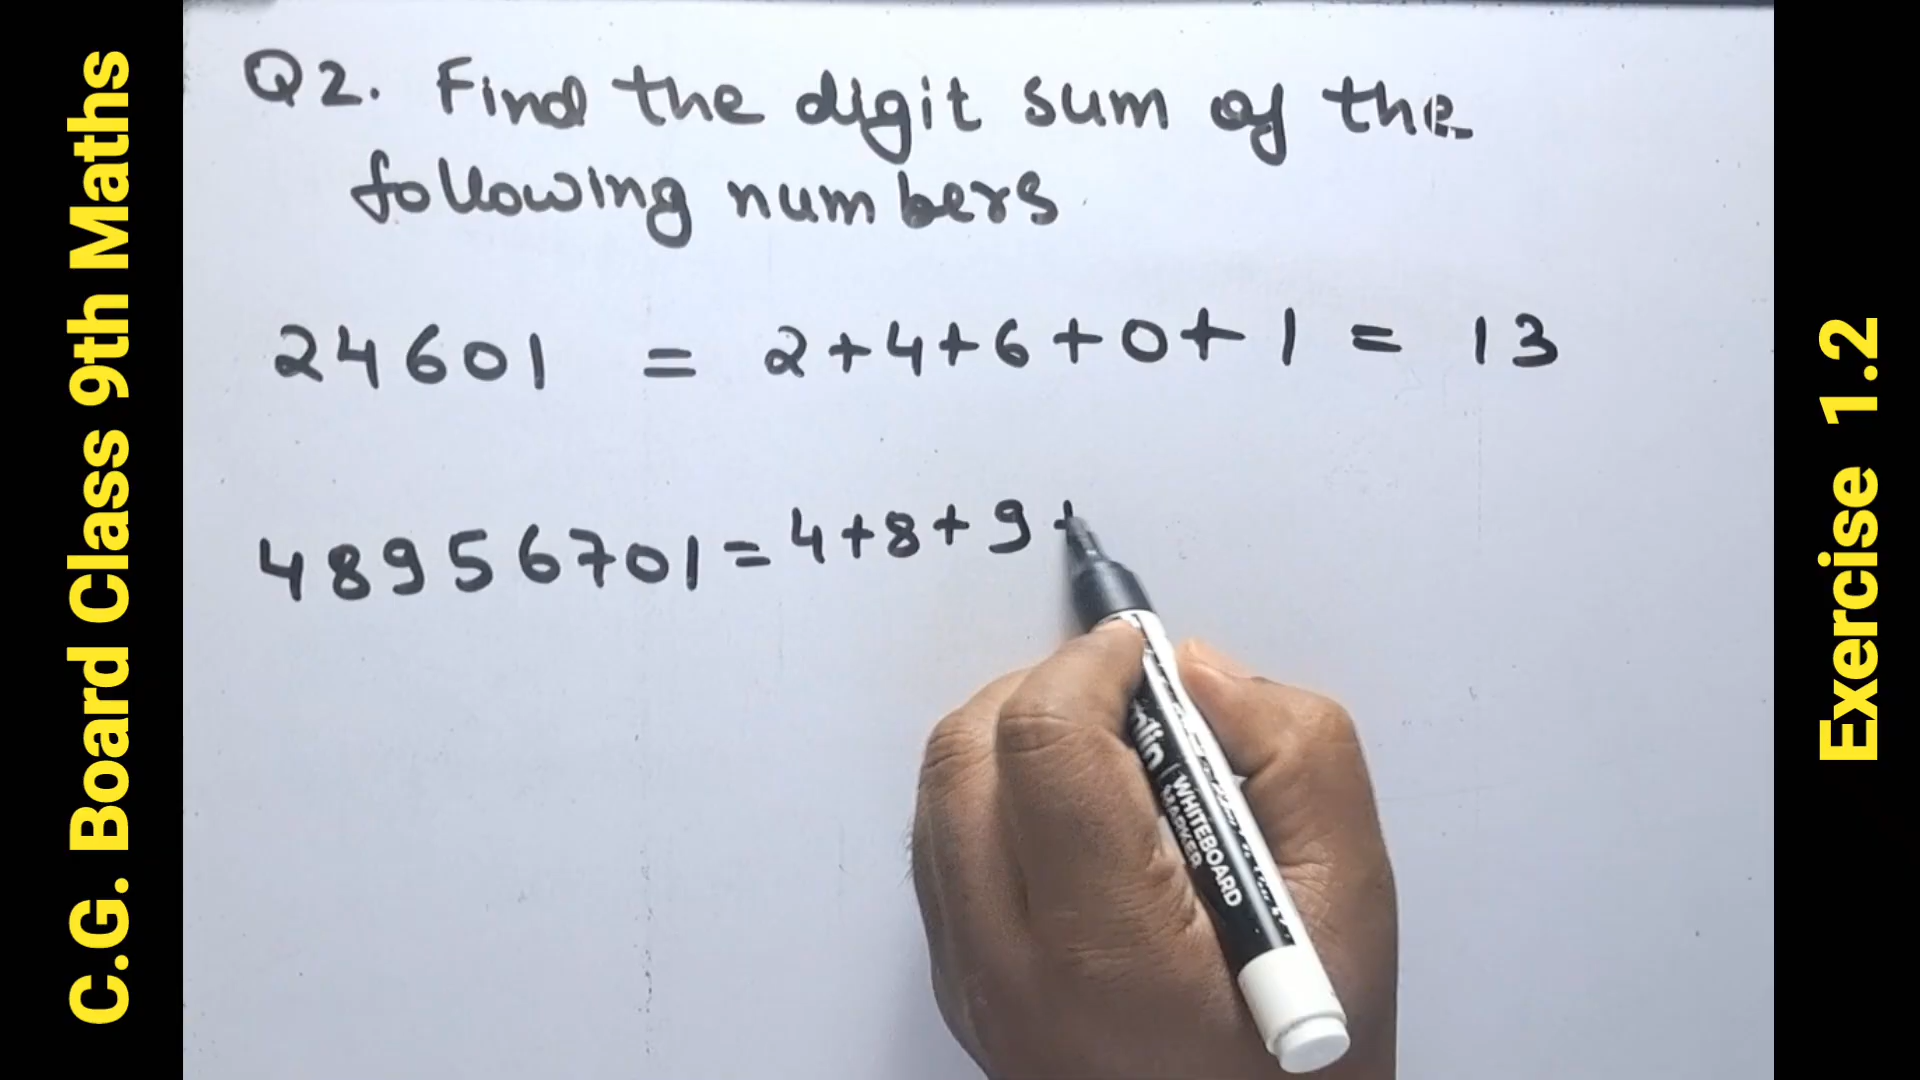 C.G. Board Class 9th Maths
Q2. Find the digit sum of the
following numbers
24601 = 2+4+6+0+1 = 13
48956701 = 4+8+9+
WHITEBOARD
MARKER
Exercise 1.2